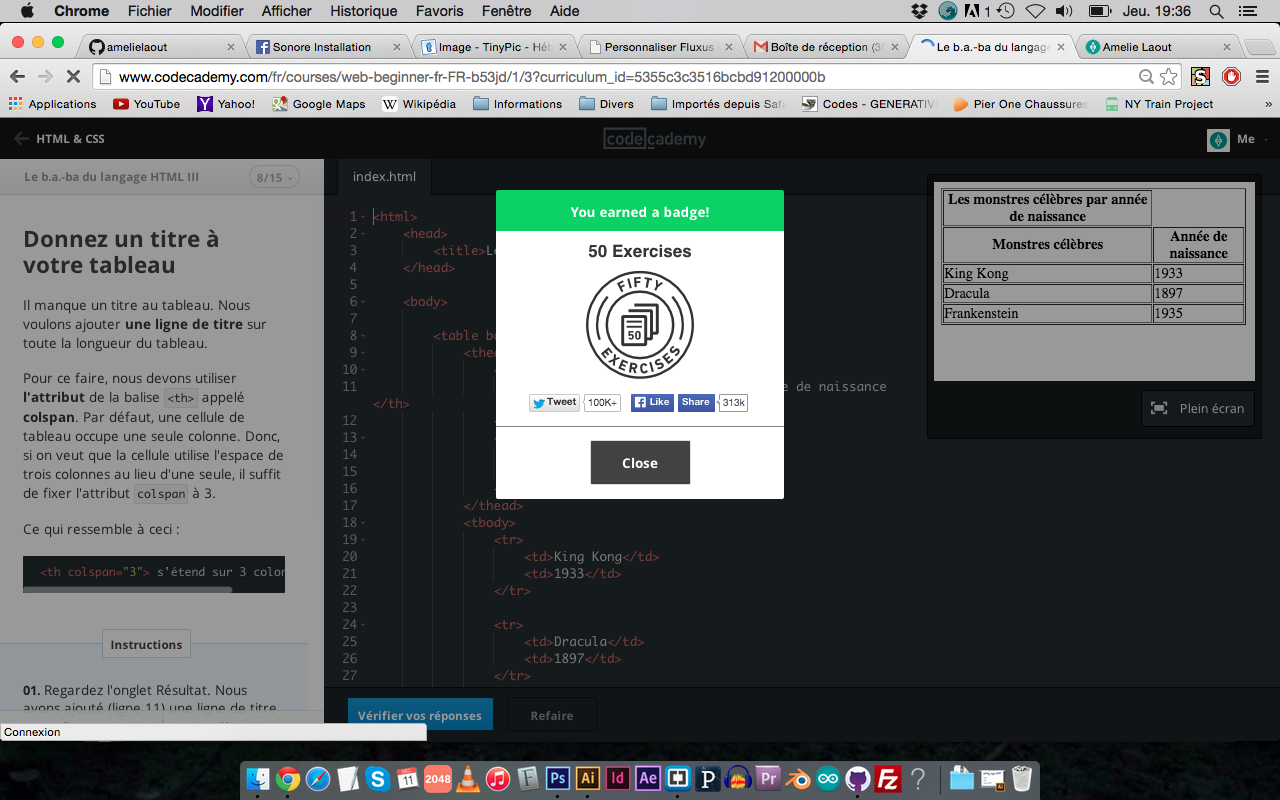 Chrome Fichier Modifier Afficher Historique Favoris Fenêtre Aide
1 Jeu. 19:36
amelielaout
Sonore Installation
Image - TinyPic - Héb
Personnaliser Fluxus
Boîte de réception (30
Le b.a.-ba du langage
Amelie Laout
www.codecademy.com/fr/courses/web-beginner-fr-FR-b53jd/1/3?curriculum_id=5355c3c3516bcbd91200000b
Applications
YouTube
Yahoo!
Google Maps
Wikipédia
Informations
Divers
Importés depuis Safa
Codes - GENERATIV
Pier One Chaussures
NY Train Project
»
HTML & CSS
codecademy
Me
Le b.a.-ba du langage HTML III
8/15
Donnez un titre à
votre tableau
Il manque un titre au tableau. Nous
voulons ajouter une ligne de titre sur
toute la longueur du tableau.
Pour ce faire, nous devons utiliser
l'attribut de la balise <th> appelé
colspan. Par défaut, une cellule de
tableau occupe une seule colonne. Donc,
si on veut que la cellule utilise l'espace de
trois colonnes au lieu d'une seule, il suffit
de fixer l'attribut colspan à 3.
Ce qui ressemble à ceci :
<th colspan="3"> s'étend sur 3 colon
Instructions
01. Regardez l'onglet Résultat. Nous
avons ajouté (ligne 11) une ligne de titre
Connexion
index.html
1 <html>
2 <head>
3 <title>Le
4 </head>
5
6 <body>
7
8 <table bo
9 <thea
10
11 e de naissance
</th>
12
13
14
15
16
17 </thead>
18 <tbody>
19 <tr>
20 <td>King Kong</td>
21 <td>1933</td>
22 </tr>
23
24 <tr>
25 <td>Dracula</td>
26 <td>1897</td>
27 </tr>
Vérifier vos réponses
Refaire
You earned a badge!
50 Exercises
FIFTY
50
EXERCISES
Tweet 100K+ Like Share 313k
Close
Les monstres célèbres par année
de naissance
Monstres célèbres
Année de
naissance
King Kong 1933
Dracula 1897
Frankenstein 1935
Plein écran
DEC
11
2048
F
Ps
Ai
Id
Ae
P
Pr
Fz
?